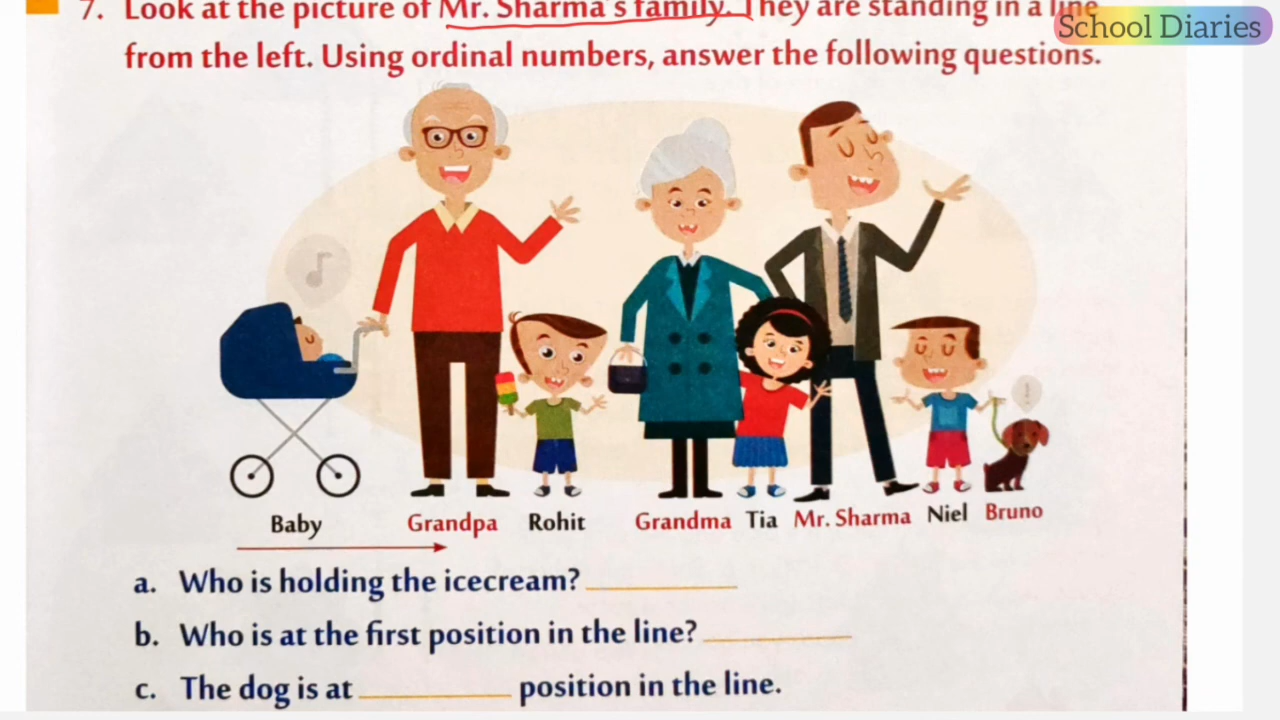 7. Look at the picture of Mr. Sharma's family. They are standing in a line
School Diaries
from the left. Using ordinal numbers, answer the following questions.
Baby Grandpa Rohit Grandma Tia Mr. Sharma Niel Bruno
a. Who is holding the icecream?
b. Who is at the first position in the line?
c. The dog is at position in the line.